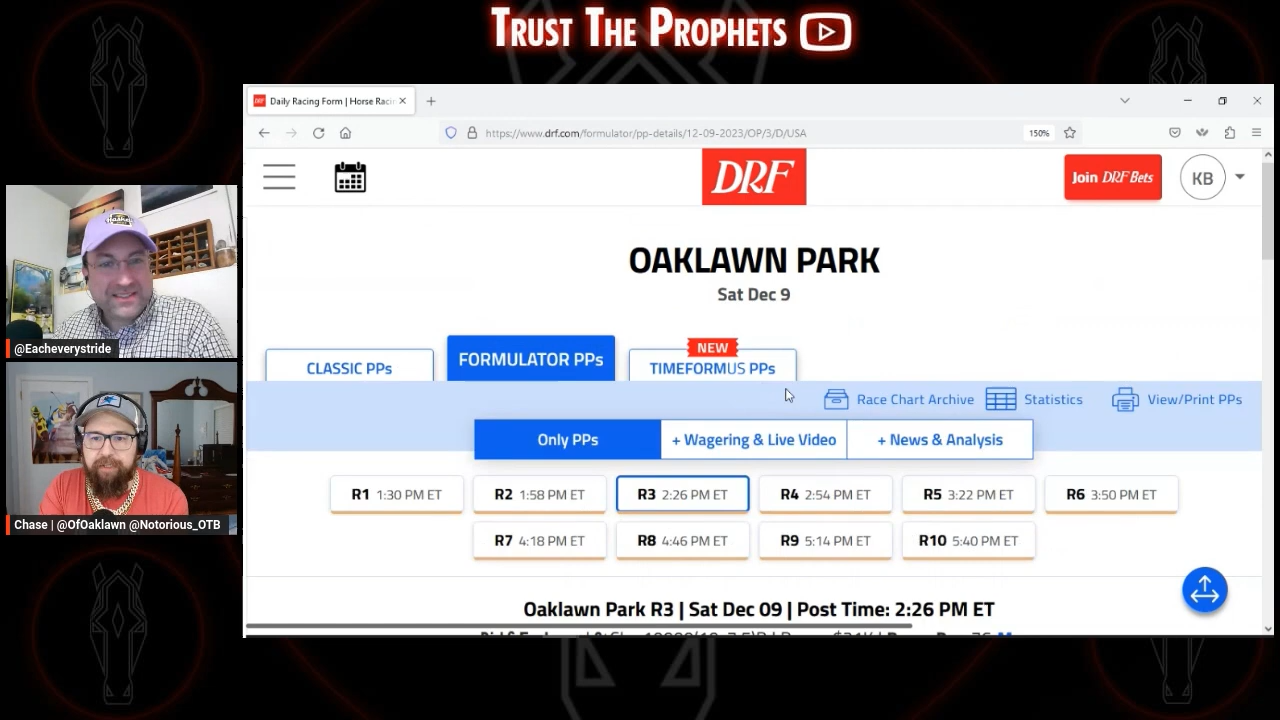 TRUST THE PROPHETS
DRF Daily Racing Form | Horse Raci
https://www.drf.com/formulator/pp-details/12-09-2023/OP/3/D/USA
150%
DRF
Join DRF Bets
KB
OAKLAWN PARK
Sat Dec 9
CLASSIC PPs
FORMULATOR PPs
NEW
TIMEFORMUS PPs
Race Chart Archive
Statistics
View/Print PPs
Only PPs
+ Wagering & Live Video
+ News & Analysis
R1 1:30 PM ET
R2 1:58 PM ET
R3 2:26 PM ET
R4 2:54 PM ET
R5 3:22 PM ET
R6 3:50 PM ET
R7 4:18 PM ET
R8 4:46 PM ET
R9 5:14 PM ET
R10 5:40 PM ET
Oaklawn Park R3 | Sat Dec 09 | Post Time: 2:26 PM ET
@Eacheverystride
Chase | @OfOaklawn @Notorious_OTB